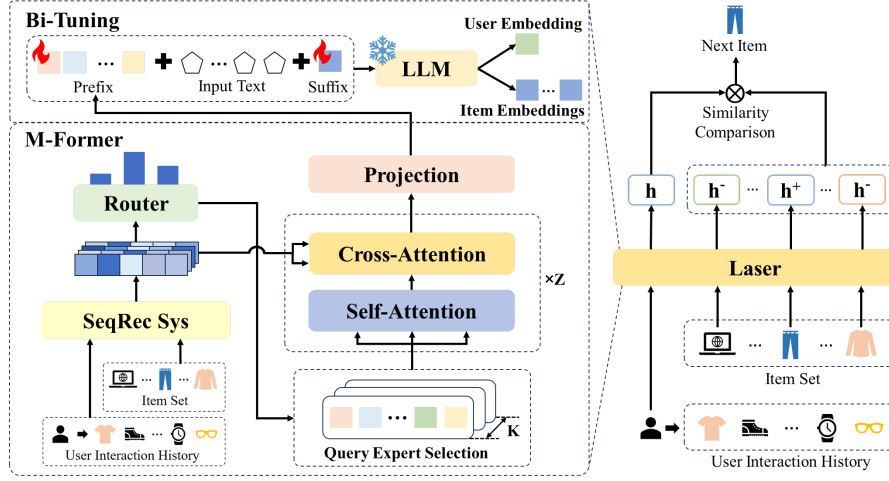 Bi-Tuning
User Embedding
...
Prefix
Input Text
Suffix
LLM
Item Embeddings
M-Former
Router
Projection
Cross-Attention
Self-Attention
×Z
SeqRec Sys
Item Set
User Interaction History
K
Query Expert Selection
Next Item
Similarity
Comparison
h
h-
...
h+
...
h-
Laser
Item Set
User Interaction History